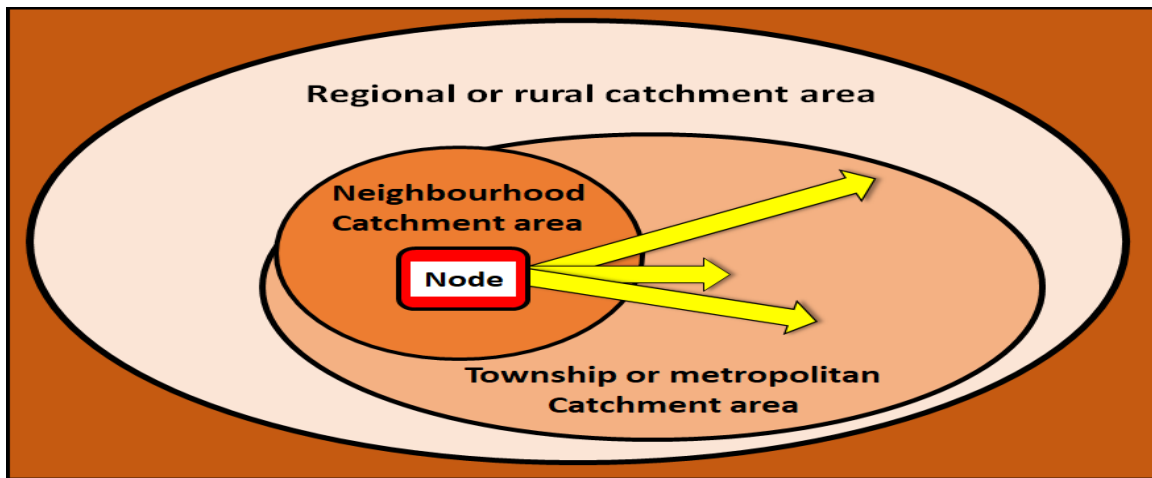 Regional or rural catchment area
Neighbourhood
Catchment area
Node
Township or metropolitan
Catchment area